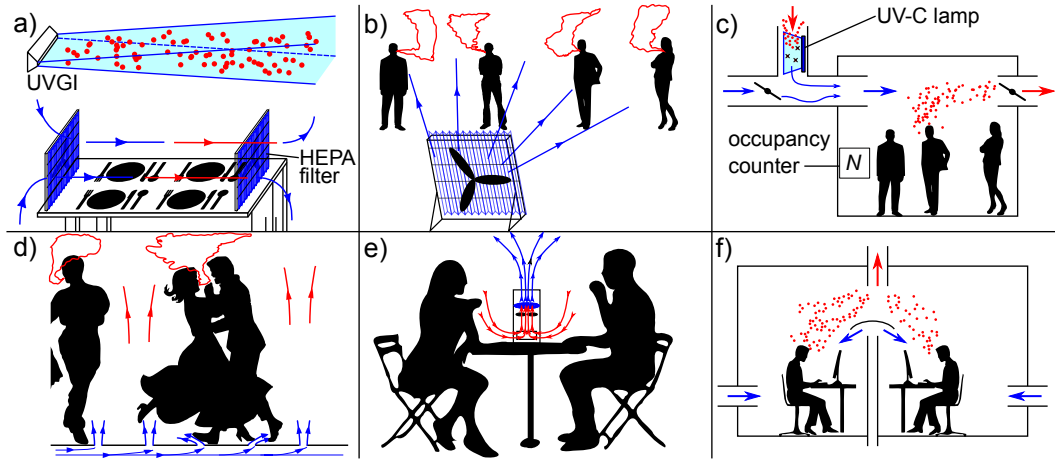 a)
UVGI
HEPA
filter
b)
c)
UV-C lamp
occupancy
counter
N
d)
e)
f)